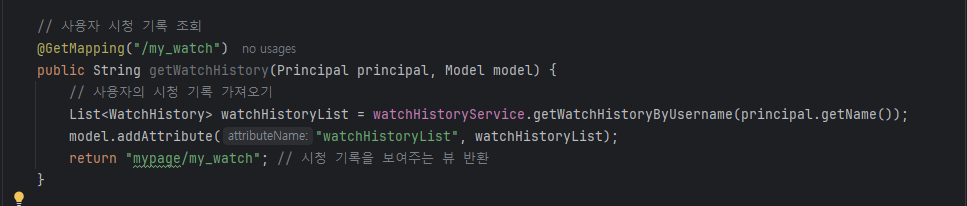 // 사용자 시청 기록 조회
@GetMapping("/my_watch") no usages
public String getWatchHistory(Principal principal, Model model) {
// 사용자의 시청 기록 가져오기
List<WatchHistory> watchHistoryList = watchHistoryService.getWatchHistoryByUsername(principal.getName());
model.addAttribute( attributeName: "watchHistoryList", watchHistoryList);
return "mypage/my_watch"; // 시청 기록을 보여주는 뷰 반환
}